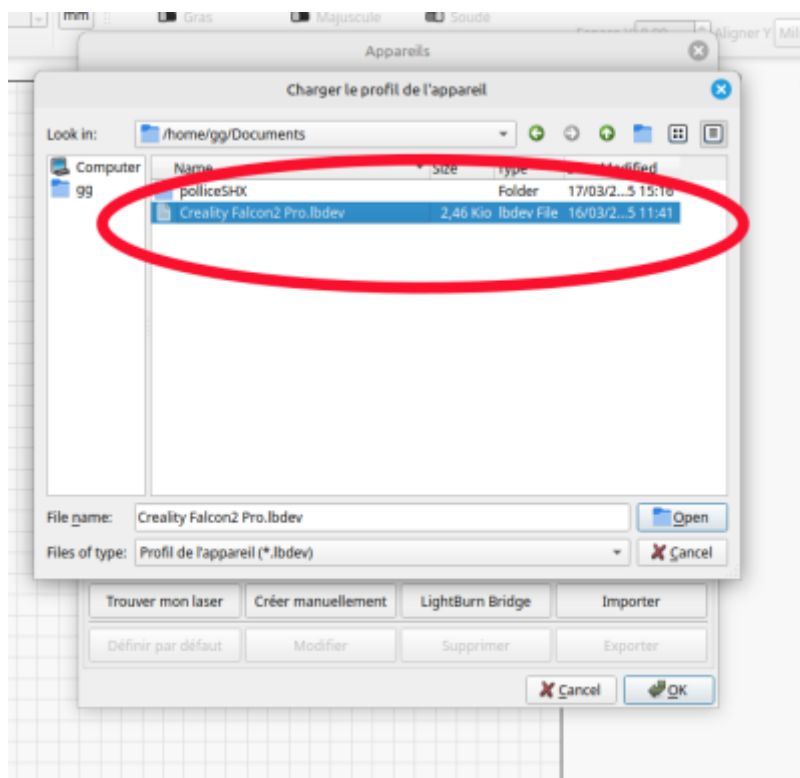 mm Gras Majuscule Soudé
Aligner Y Mill
Appareils
Charger le profil de l'appareil
Look in: /home/gg/Documents
Computer
gg
Name Size Type Modified
polliceSHX Folder 17/03/2...5 15:16
Creality Falcon2 Pro.lbdev 2,46 Kio lbdev File 16/03/2...5 11:41
File name: Creality Falcon2 Pro.lbdev Open
Files of type: Profil de l'appareil (*.lbdev) Cancel
Trouver mon laser Créer manuellement LightBurn Bridge Importer
Définir par défaut Modifier Supprimer Exporter
Cancel OK